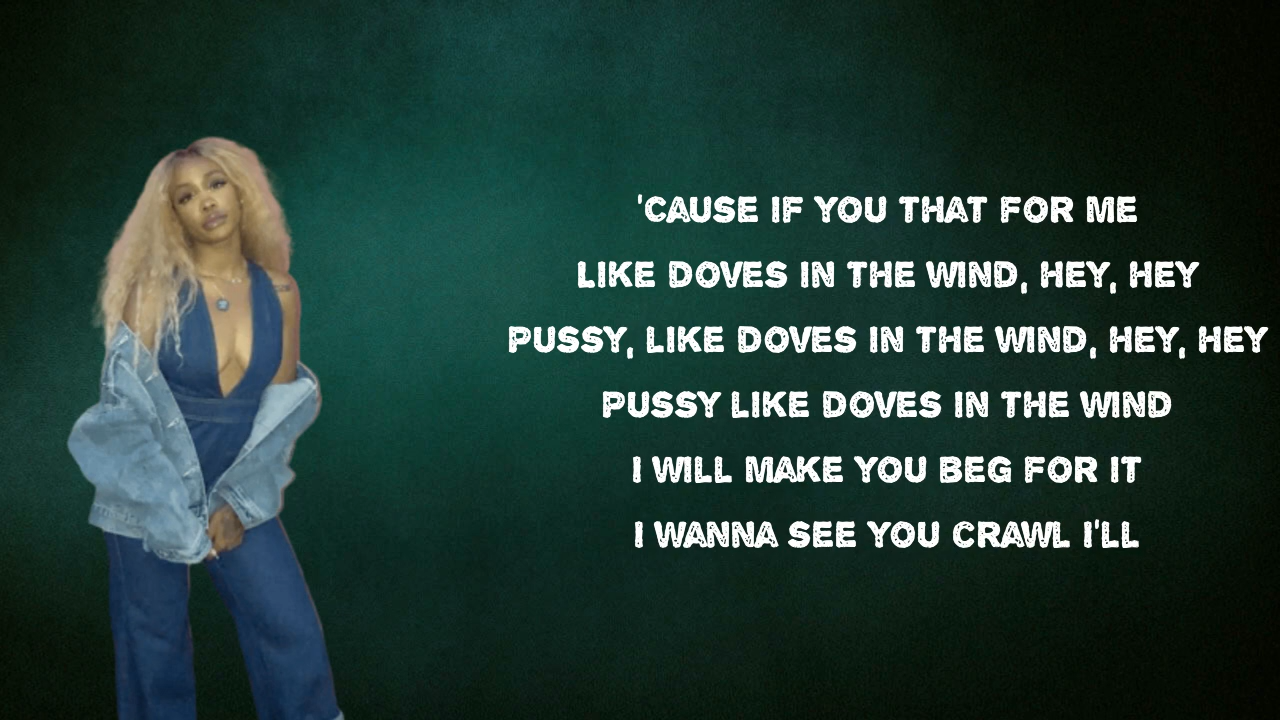 'CAUSE IF YOU THAT FOR ME
LIKE DOVES IN THE WIND, HEY, HEY
PUSSY, LIKE DOVES IN THE WIND, HEY, HEY
PUSSY LIKE DOVES IN THE WIND
I WILL MAKE YOU BEG FOR IT
I WANNA SEE YOU CRAWL I'LL